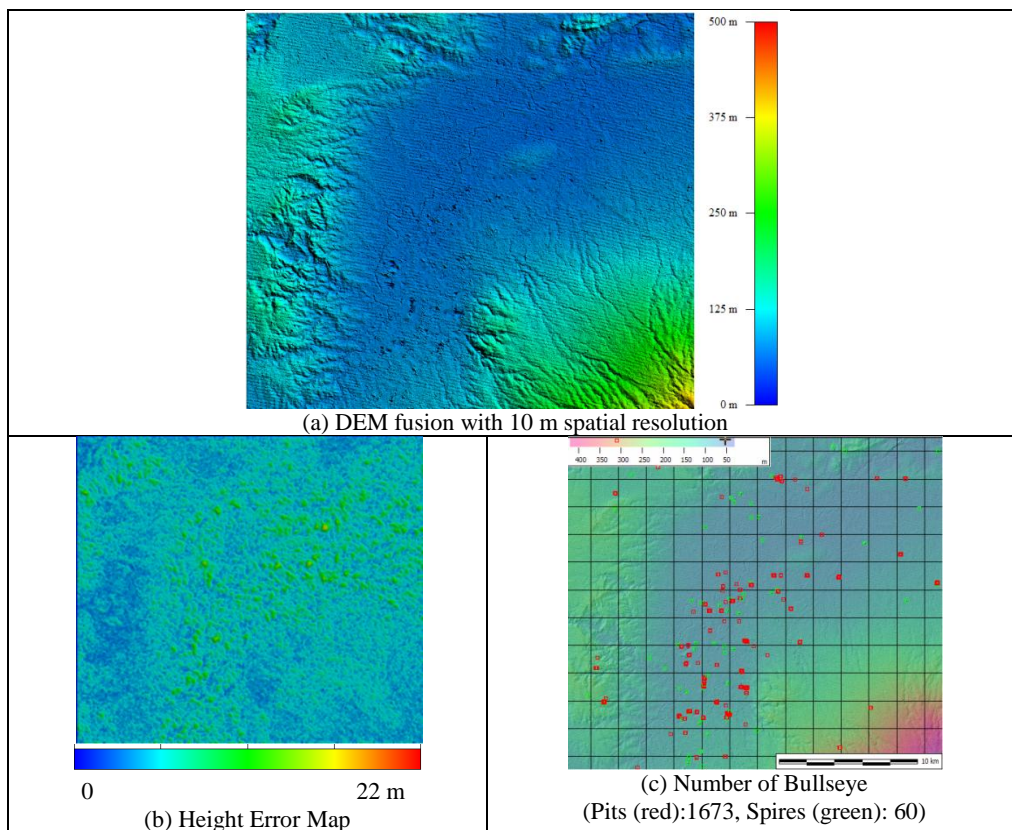 500 m
375 m
250 m
125 m
0 m
(a) DEM fusion with 10 m spatial resolution
0 22 m
(b) Height Error Map
400 350 300 250 200 150 100 50 m
10 km
(c) Number of Bullseye
(Pits (red):1673, Spires (green): 60)